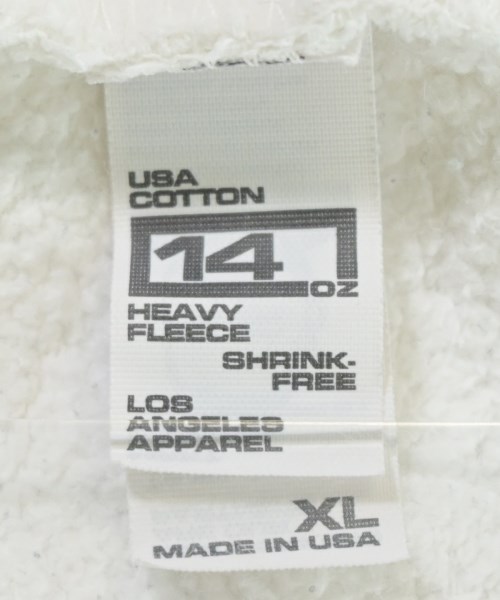 USA
COTTON
14
OZ
HEAVY
FLEECE
SHRINK-
FREE
LOS
ANGELES
APPAREL
XL
MADE IN USA